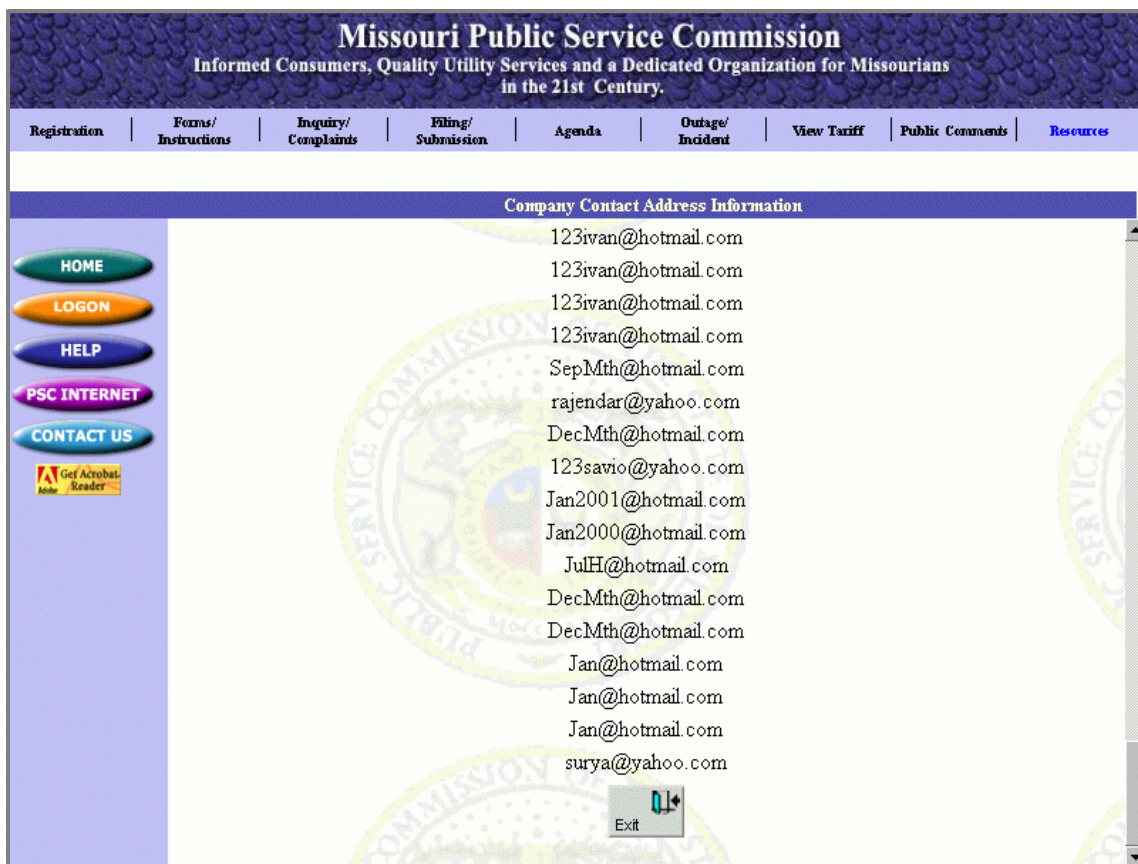 Missouri Public Service Commission
Informed Consumers, Quality Utility Services and a Dedicated Organization for Missourians
in the 21st Century.
Registration
Forms/
Instructions
Inquiry/
Complaints
Filing/
Submission
Agenda
Outage/
Incident
View Tariff
Public Comments
Resources
Company Contact Address Information
HOME
LOGON
HELP
PSC INTERNET
CONTACT US
Get Acrobat
Reader
Adobe
123ivan@hotmail.com
123ivan@hotmail.com
123ivan@hotmail.com
123ivan@hotmail.com
SepMth@hotmail.com
rajendar@yahoo.com
DecMth@hotmail.com
123savio@yahoo.com
Jan2001@hotmail.com
Jan2000@hotmail.com
JulH@hotmail.com
DecMth@hotmail.com
DecMth@hotmail.com
Jan@hotmail.com
Jan@hotmail.com
Jan@hotmail.com
surya@yahoo.com
Exit